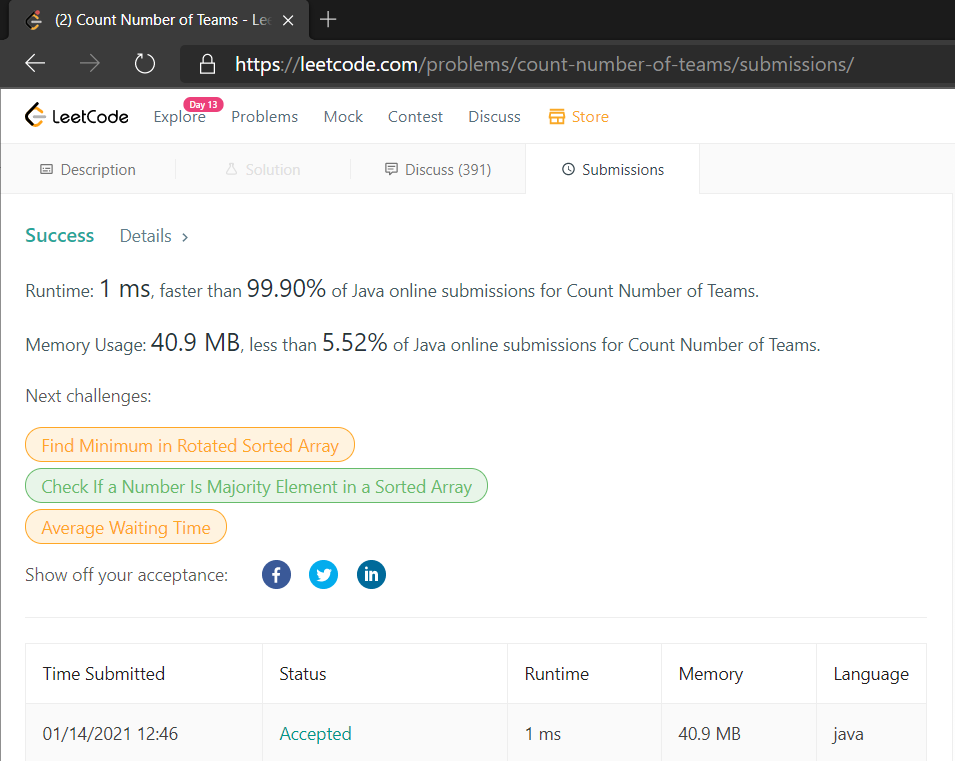 (2) Count Number of Teams - Lee
https://leetcode.com/problems/count-number-of-teams/submissions/
LeetCode Explore Day 13 Problems Mock Contest Discuss Store
Description Solution Discuss (391) Submissions
Success Details >
Runtime: 1 ms, faster than 99.90% of Java online submissions for Count Number of Teams.
Memory Usage: 40.9 MB, less than 5.52% of Java online submissions for Count Number of Teams.
Next challenges:
Find Minimum in Rotated Sorted Array
Check If a Number Is Majority Element in a Sorted Array
Average Waiting Time
Show off your acceptance: f in
Time Submitted Status Runtime Memory Language
01/14/2021 12:46 Accepted 1 ms 40.9 MB java